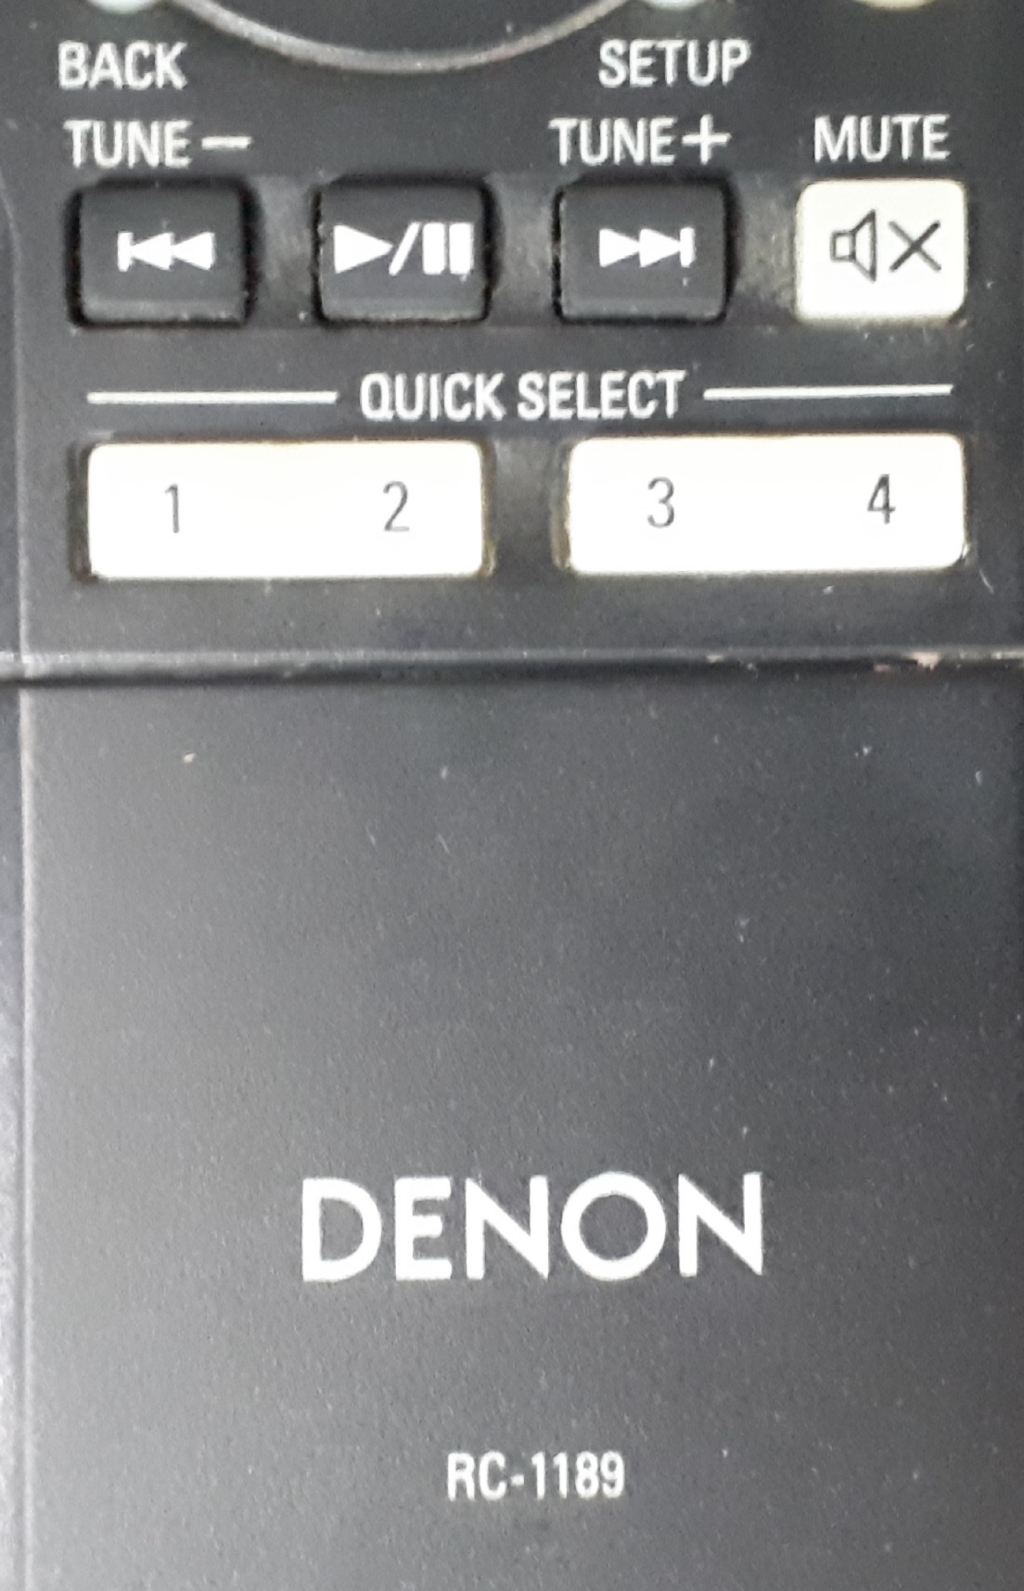 BACK SETUP
TUNE− TUNE+ MUTE
QUICK SELECT
1 2 3 4
DENON
RC-1189